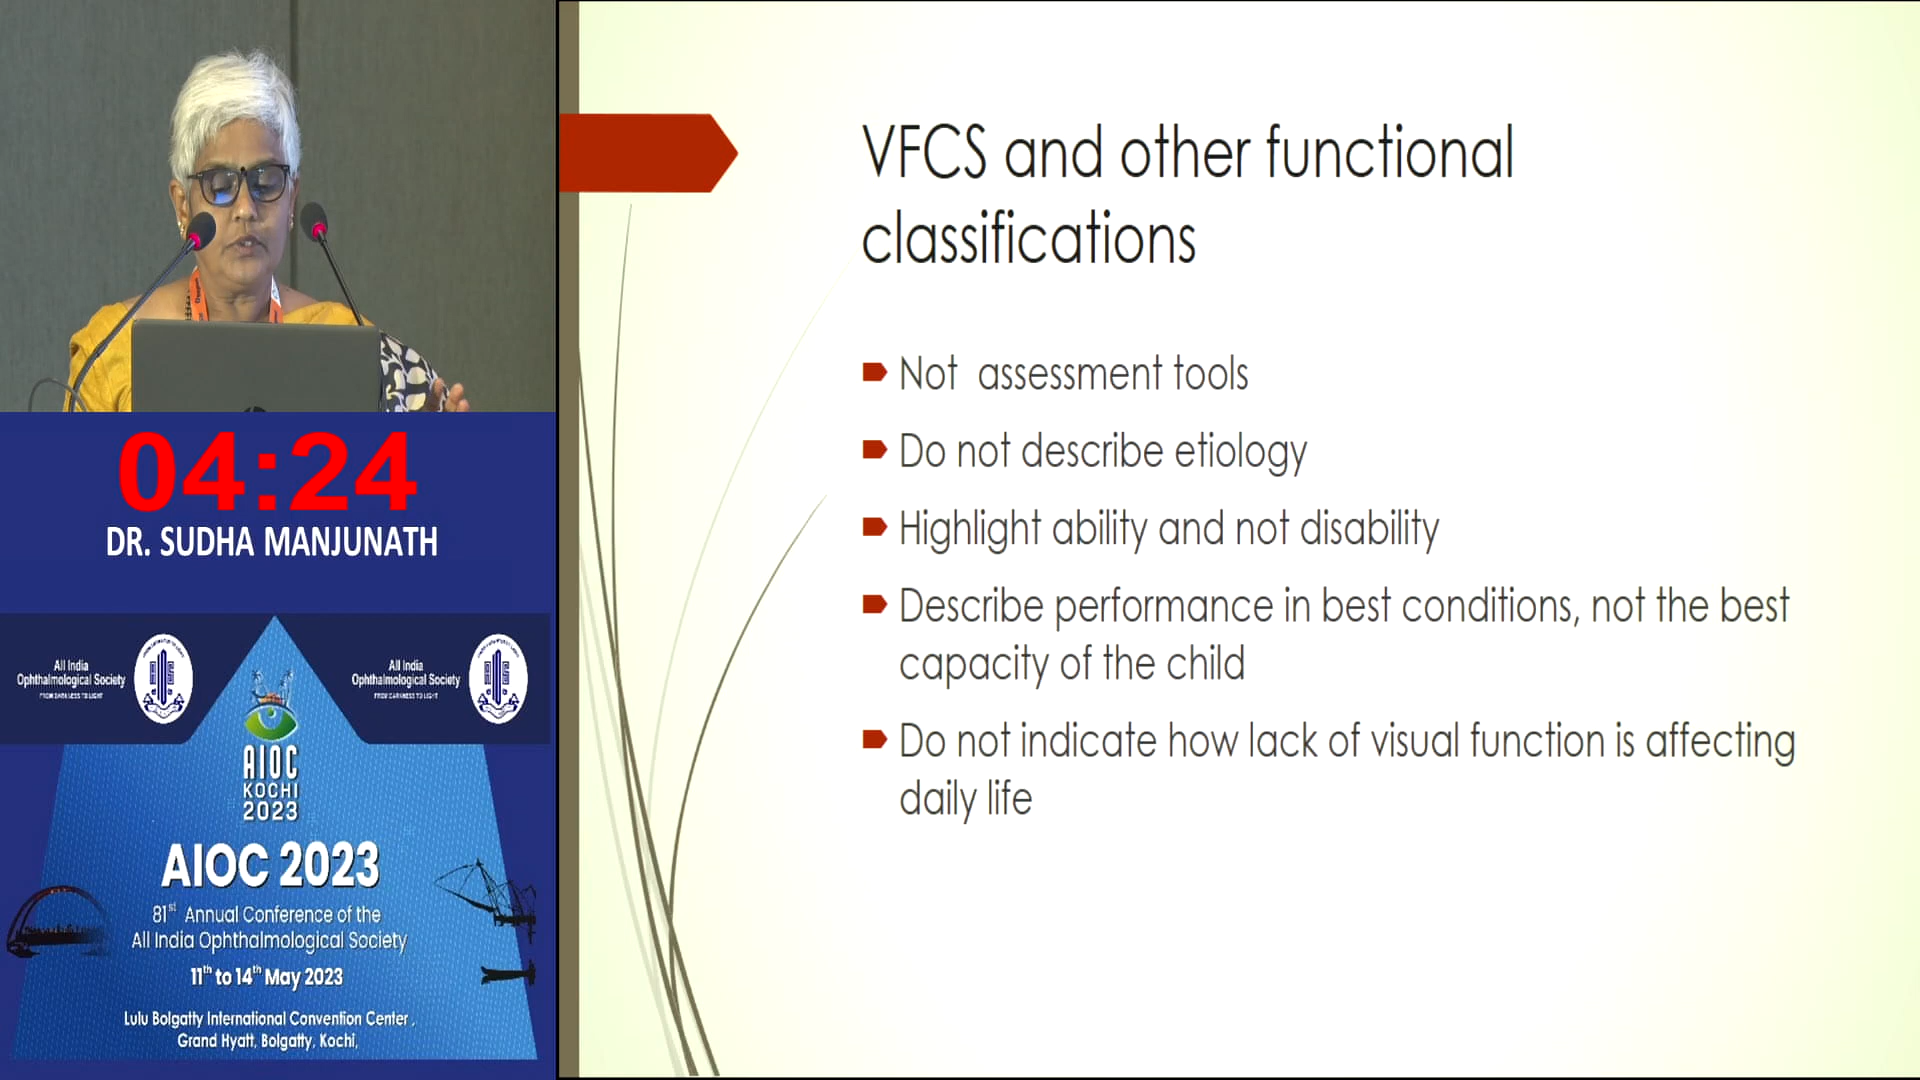 04:24
DR. SUDHA MANJUNATH
All India
Ophthalmological Society
FROM DARKNESS TO LIGHT
All India
Ophthalmological Society
FROM DARKNESS TO LIGHT
AIOC
KOCHI
2023
AIOC 2023
81st Annual Conference of the
All India Ophthalmological Society
11th to 14th May 2023
Lulu Bolgatty International Convention Center ,
Grand Hyatt, Bolgatty, Kochi,
VFCS and other functional
classifications
Not assessment tools
Do not describe etiology
Highlight ability and not disability
Describe performance in best conditions, not the best
capacity of the child
Do not indicate how lack of visual function is affecting
daily life